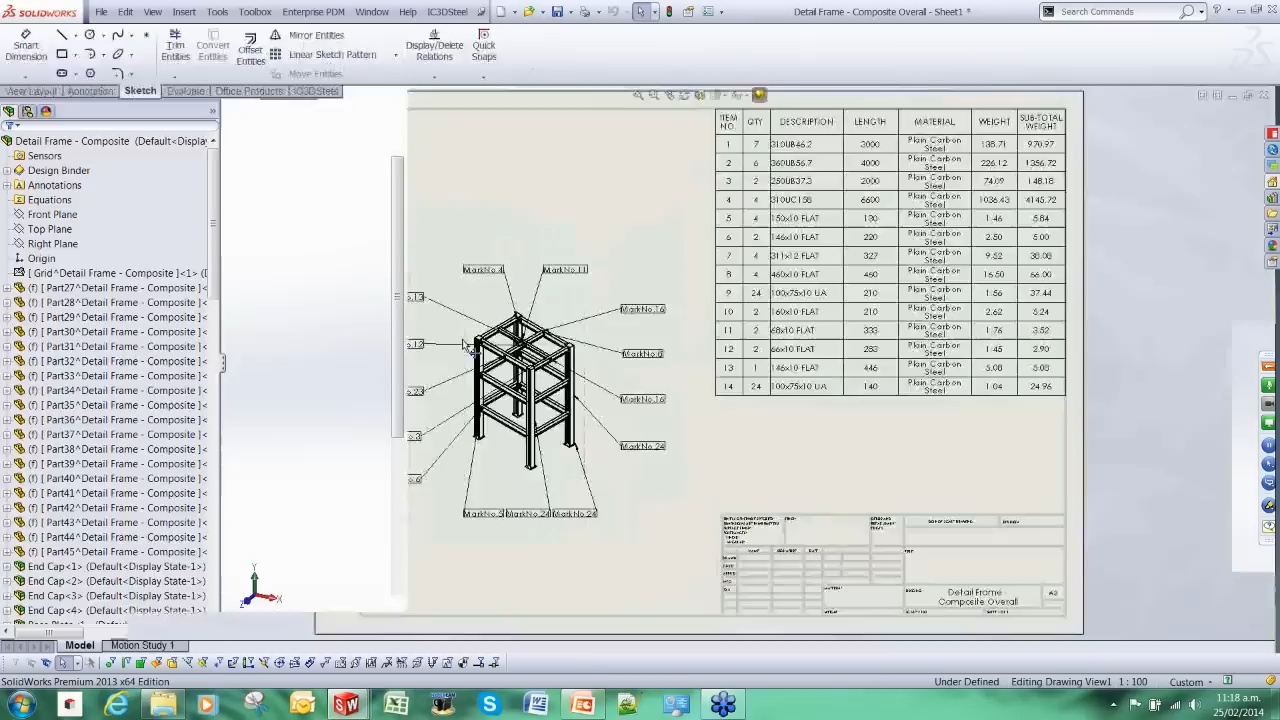 SOLIDWORKS File Edit View Insert Tools Toolbox Enterprise PDM Window Help IC3DSteel Detail Frame - Composite Overal - Sheet1 * Search Commands
Smart Dimension
Trim Entities
Convert Entities
Offset Entities
Mirror Entities
Linear Sketch Pattern
Move Entities
Display/Delete Relations
Quick Snaps
View Layout Annotation Sketch Evaluate Office Products IC3DSteel
Detail Frame - Composite (Default<Display
Sensors
Design Binder
Annotations
Equations
Front Plane
Top Plane
Right Plane
Origin
[ Grid^Detail Frame - Composite ]<1> (
(f) [ Part27^Detail Frame - Composite ]<
(f) [ Part28^Detail Frame - Composite ]<
(f) [ Part29^Detail Frame - Composite ]<
(f) [ Part30^Detail Frame - Composite ]<
(f) [ Part31^Detail Frame - Composite ]<
(f) [ Part32^Detail Frame - Composite ]<
(f) [ Part33^Detail Frame - Composite ]<
(f) [ Part34^Detail Frame - Composite ]<
(f) [ Part35^Detail Frame - Composite ]<
(f) [ Part36^Detail Frame - Composite ]<
(f) [ Part37^Detail Frame - Composite ]<
(f) [ Part38^Detail Frame - Composite ]<
(f) [ Part39^Detail Frame - Composite ]<
(f) [ Part40^Detail Frame - Composite ]<
(f) [ Part41^Detail Frame - Composite ]<
(f) [ Part42^Detail Frame - Composite ]<
(f) [ Part43^Detail Frame - Composite ]<
(f) [ Part44^Detail Frame - Composite ]<
(f) [ Part45^Detail Frame - Composite ]<
End Cap<1> (Default<Display State-1>)
End Cap<2> (Default<Display State-1>)
End Cap<3> (Default<Display State-1>)
End Cap<4> (Default<Display State-1>)
MarkNo.4 MarkNo.11
MarkNo.16
MarkNo.16
MarkNo.24
MarkNo.24
ITEM NO. QTY DESCRIPTION LENGTH MATERIAL WEIGHT SUB-TOTAL WEIGHT
1 7 310UB46.2 3000 Plain Carbon Steel 138.71 970.97
2 6 360UB56.7 4000 Plain Carbon Steel 226.12 1356.72
3 2 250UB37.3 2000 Plain Carbon Steel 74.09 148.18
4 4 310UC158 6600 Plain Carbon Steel 1036.43 4145.72
5 4 150x10 FLAT 130 Plain Carbon Steel 1.46 5.84
6 2 146x10 FLAT 220 Plain Carbon Steel 2.50 5.00
7 4 311x12 FLAT 327 Plain Carbon Steel 9.52 38.08
8 4 460x10 FLAT 460 Plain Carbon Steel 16.50 66.00
9 24 100x75x10 UA 210 Plain Carbon Steel 1.56 37.44
10 2 160x10 FLAT 210 Plain Carbon Steel 2.62 5.24
11 2 68x10 FLAT 333 Plain Carbon Steel 1.76 3.52
12 2 66x10 FLAT 283 Plain Carbon Steel 1.45 2.90
13 1 146x10 FLAT 446 Plain Carbon Steel 5.08 5.08
14 24 100x75x10 UA 140 Plain Carbon Steel 1.04 24.96
Detail Frame - Composite Overall
A3
Y
X
Z
Model Motion Study 1
SolidWorks Premium 2013 x64 Edition Under Defined Editing Drawing View1 1 : 100 Custom
11:18 a.m.
25/02/2014